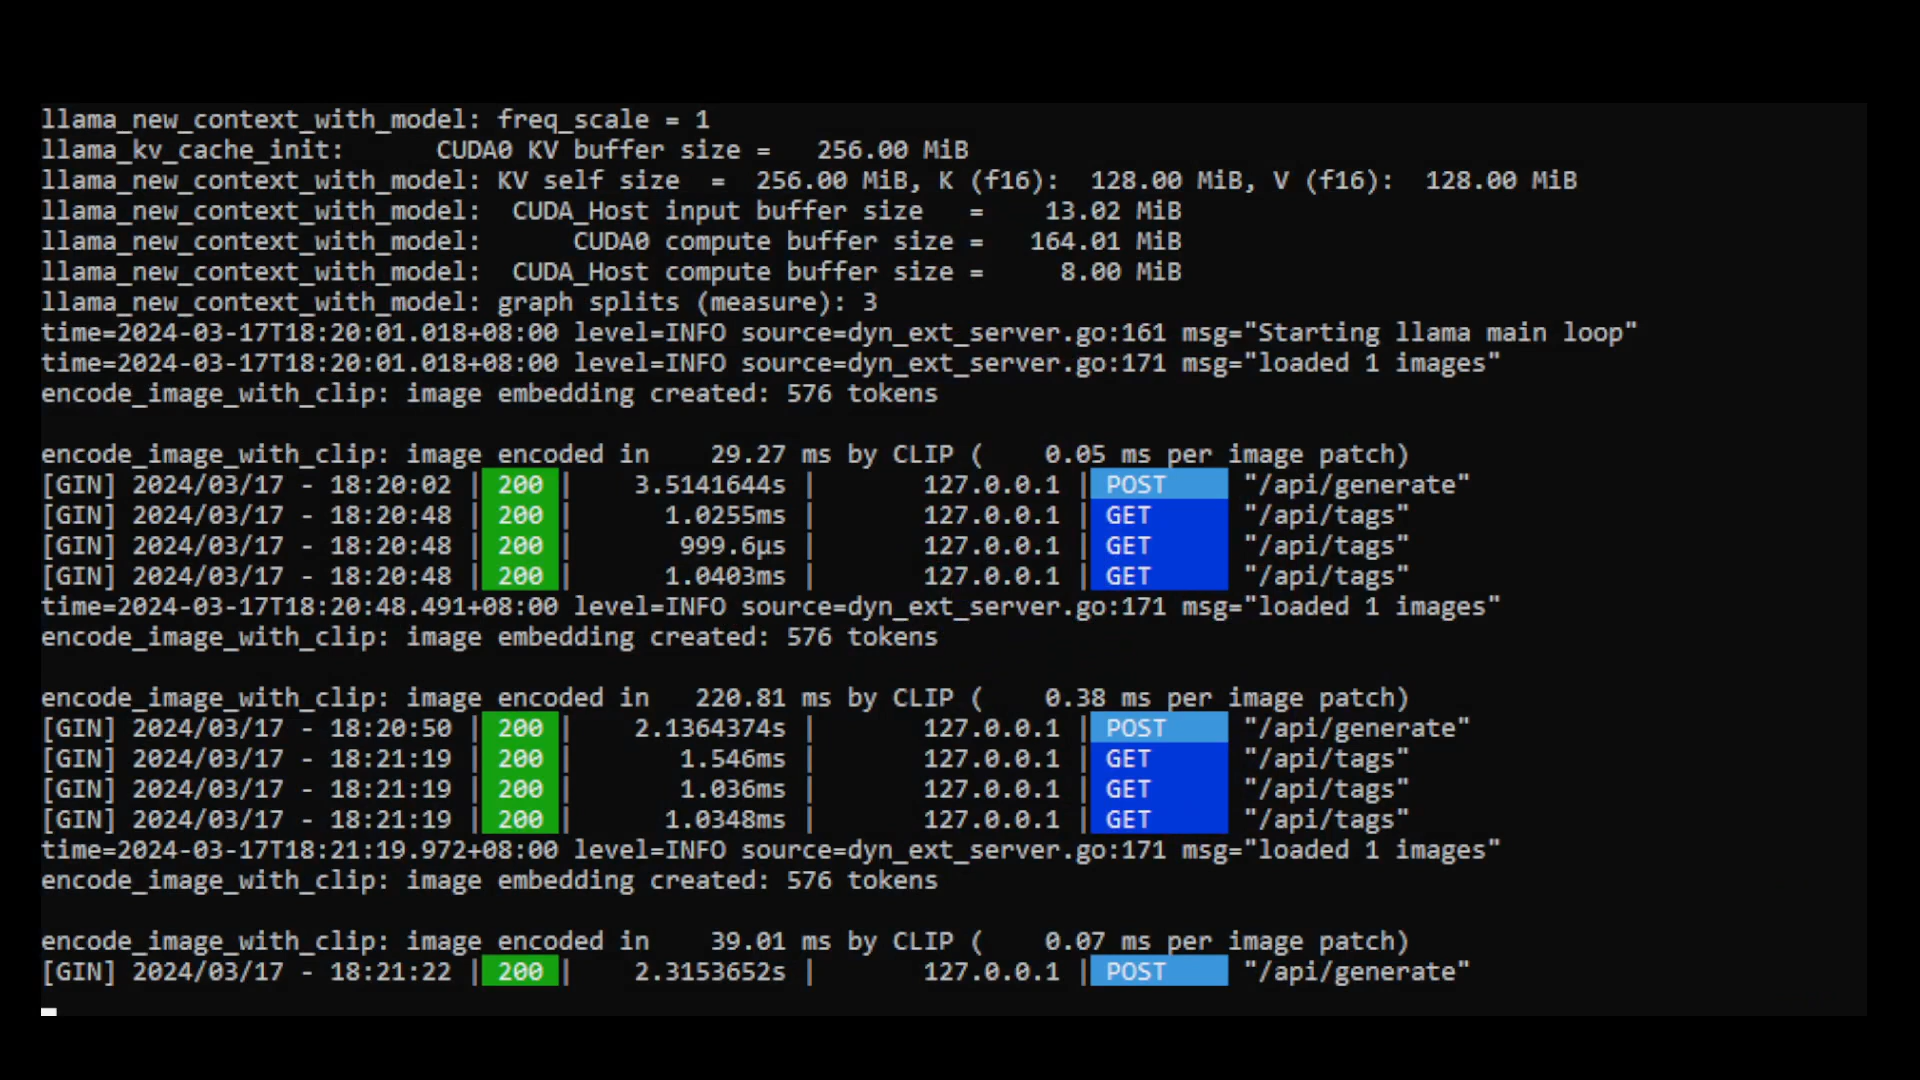 llama_new_context_with_model: freq_scale = 1
llama_kv_cache_init:      CUDA0 KV buffer size =   256.00 MiB
llama_new_context_with_model: KV self size  =  256.00 MiB, K (f16):  128.00 MiB, V (f16):  128.00 MiB
llama_new_context_with_model:  CUDA_Host input buffer size   =    13.02 MiB
llama_new_context_with_model:      CUDA0 compute buffer size =   164.01 MiB
llama_new_context_with_model:  CUDA_Host compute buffer size =     8.00 MiB
llama_new_context_with_model: graph splits (measure): 3
time=2024-03-17T18:20:01.018+08:00 level=INFO source=dyn_ext_server.go:161 msg="Starting llama main loop"
time=2024-03-17T18:20:01.018+08:00 level=INFO source=dyn_ext_server.go:171 msg="loaded 1 images"
encode_image_with_clip: image embedding created: 576 tokens

encode_image_with_clip: image encoded in    29.27 ms by CLIP (    0.05 ms per image patch)
[GIN] 2024/03/17 - 18:20:02 | 200 |    3.5141644s |       127.0.0.1 | POST     "/api/generate"
[GIN] 2024/03/17 - 18:20:48 | 200 |      1.0255ms |       127.0.0.1 | GET      "/api/tags"
[GIN] 2024/03/17 - 18:20:48 | 200 |       999.6µs |       127.0.0.1 | GET      "/api/tags"
[GIN] 2024/03/17 - 18:20:48 | 200 |      1.0403ms |       127.0.0.1 | GET      "/api/tags"
time=2024-03-17T18:20:48.491+08:00 level=INFO source=dyn_ext_server.go:171 msg="loaded 1 images"
encode_image_with_clip: image embedding created: 576 tokens

encode_image_with_clip: image encoded in   220.81 ms by CLIP (    0.38 ms per image patch)
[GIN] 2024/03/17 - 18:20:50 | 200 |    2.1364374s |       127.0.0.1 | POST     "/api/generate"
[GIN] 2024/03/17 - 18:21:19 | 200 |       1.546ms |       127.0.0.1 | GET      "/api/tags"
[GIN] 2024/03/17 - 18:21:19 | 200 |       1.036ms |       127.0.0.1 | GET      "/api/tags"
[GIN] 2024/03/17 - 18:21:19 | 200 |      1.0348ms |       127.0.0.1 | GET      "/api/tags"
time=2024-03-17T18:21:19.972+08:00 level=INFO source=dyn_ext_server.go:171 msg="loaded 1 images"
encode_image_with_clip: image embedding created: 576 tokens

encode_image_with_clip: image encoded in    39.01 ms by CLIP (    0.07 ms per image patch)
[GIN] 2024/03/17 - 18:21:22 | 200 |    2.3153652s |       127.0.0.1 | POST     "/api/generate"